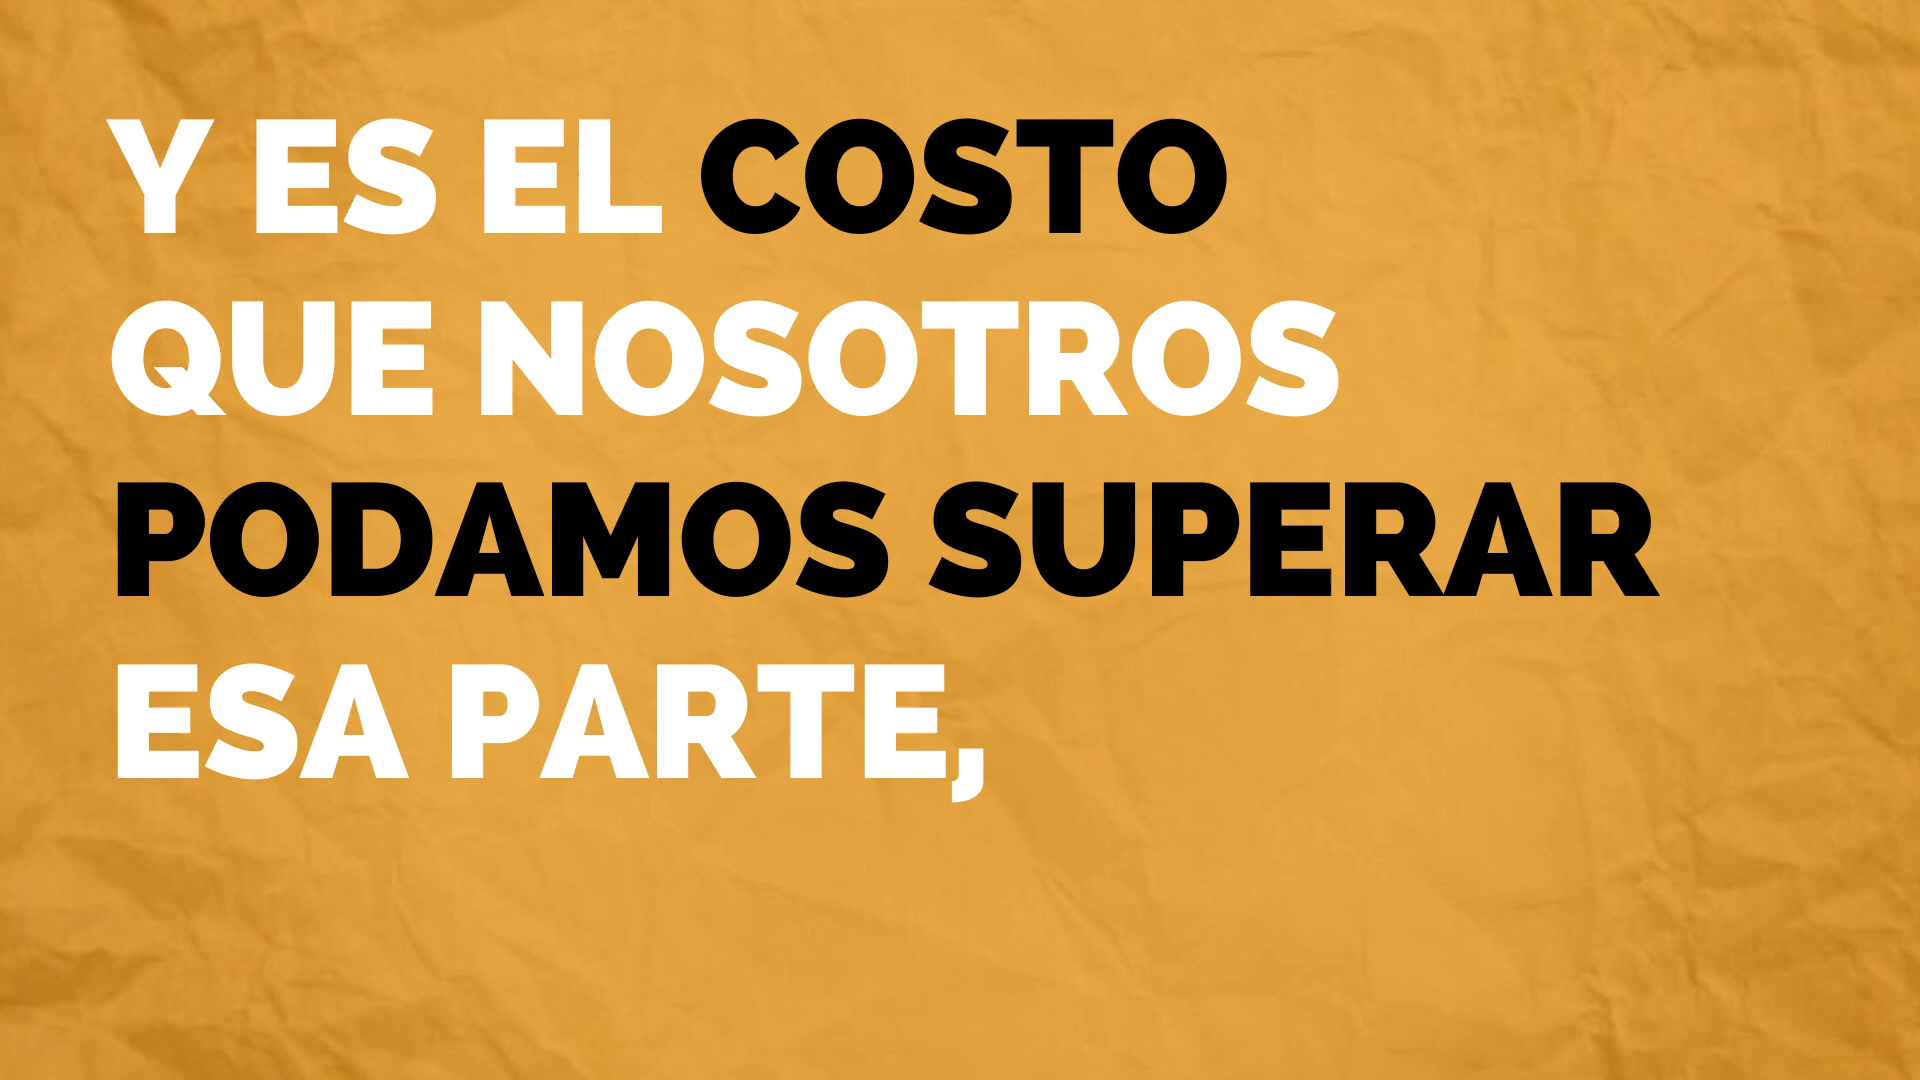 Y ES EL COSTO
QUE NOSOTROS
PODAMOS SUPERAR
ESA PARTE,